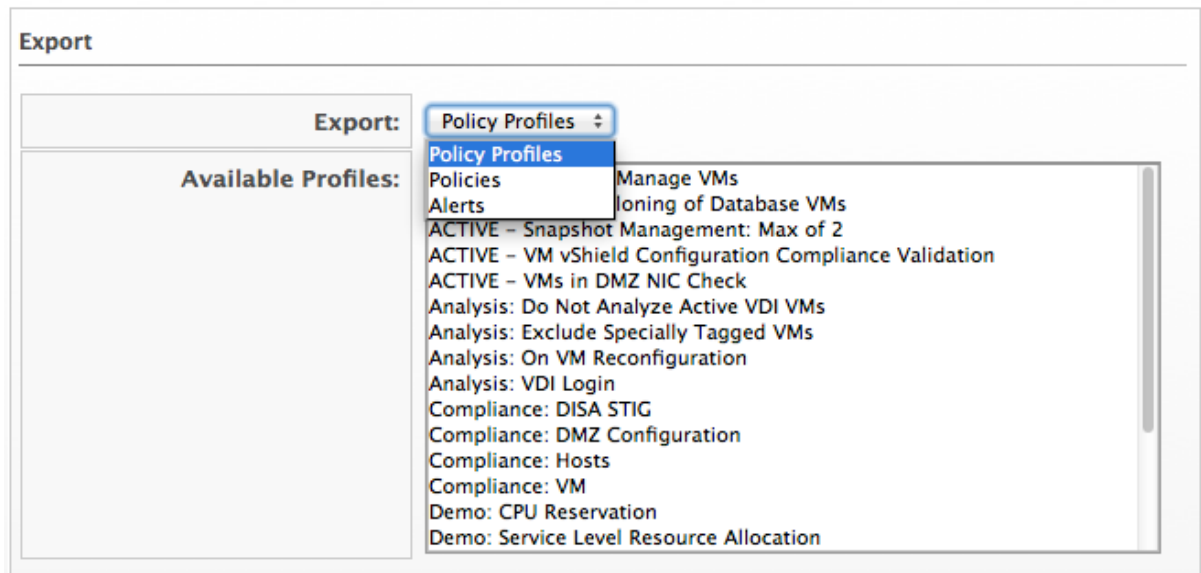 Export
Export:
Policy Profiles
Policy Profiles
Policies
Alerts
Available Profiles:
Manage VMs
loning of Database VMs
ACTIVE – Snapshot Management: Max of 2
ACTIVE – VM vShield Configuration Compliance Validation
ACTIVE – VMs in DMZ NIC Check
Analysis: Do Not Analyze Active VDI VMs
Analysis: Exclude Specially Tagged VMs
Analysis: On VM Reconfiguration
Analysis: VDI Login
Compliance: DISA STIG
Compliance: DMZ Configuration
Compliance: Hosts
Compliance: VM
Demo: CPU Reservation
Demo: Service Level Resource Allocation